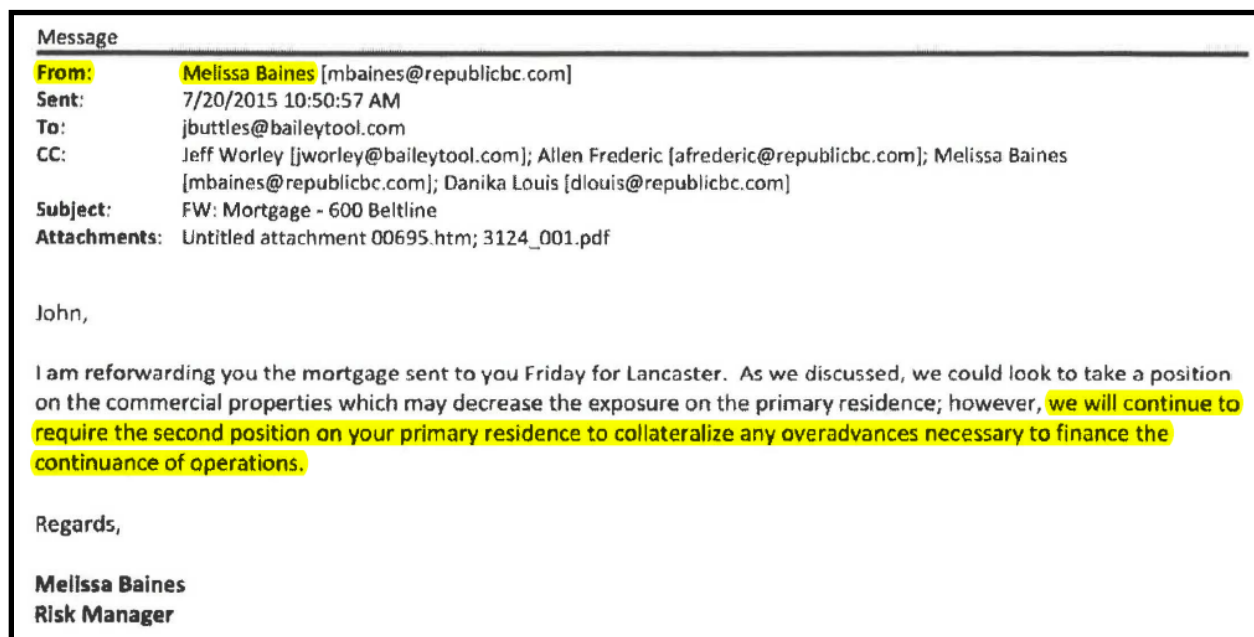 Message
From: Melissa Baines [mbaines@republicbc.com]
Sent: 7/20/2015 10:50:57 AM
To: jbuttles@baileytool.com
CC: Jeff Worley [jworley@baileytool.com]; Allen Frederic [afrederic@republicbc.com]; Melissa Baines
[mbaines@republicbc.com]; Danika Louis [dlouis@republicbc.com]
Subject: FW: Mortgage - 600 Beltline
Attachments: Untitled attachment 00695.htm; 3124_001.pdf
John,
I am reforwarding you the mortgage sent to you Friday for Lancaster. As we discussed, we could look to take a position
on the commercial properties which may decrease the exposure on the primary residence; however, we will continue to
require the second position on your primary residence to collateralize any overadvances necessary to finance the
continuance of operations.
Regards,
Melissa Baines
Risk Manager